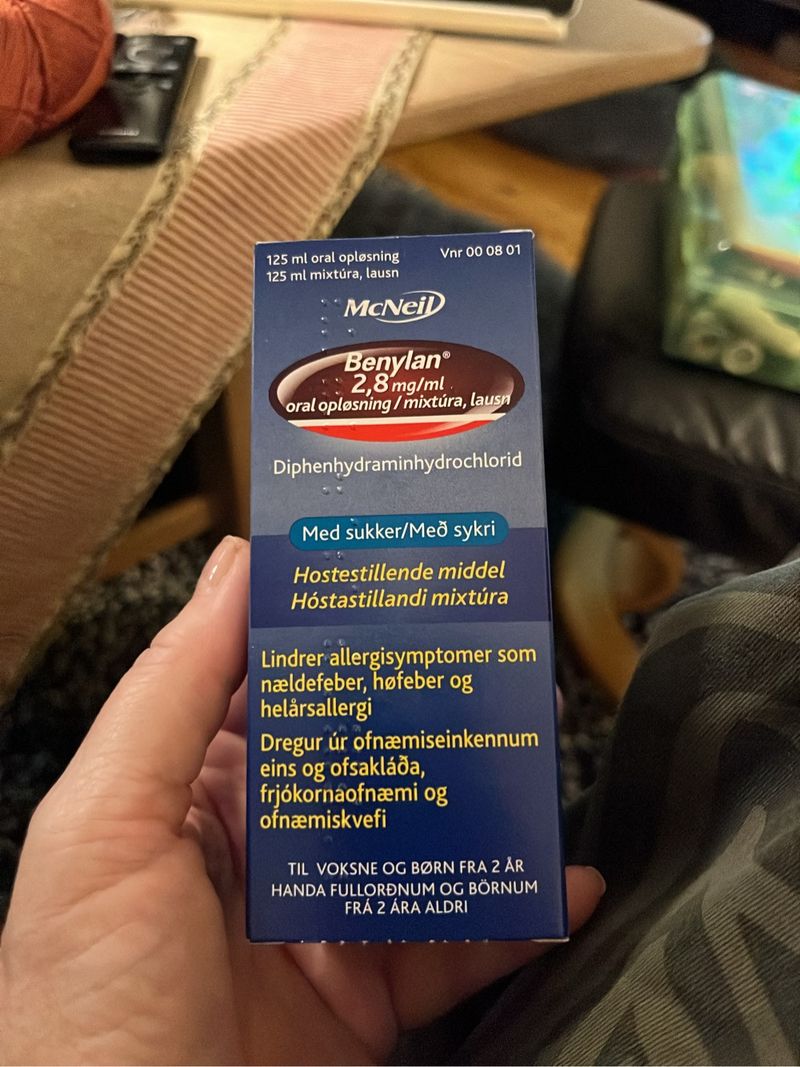 125 ml oral opløsning
125 ml mixtúra, lausn
Vnr 00 08 01
McNeil
Benylan®
2,8 mg/ml
oral opløsning / mixtúra, lausn
Diphenhydraminhydrochlorid
Med sukker/Með sykri
Hostestillende middel
Hóstastillandi mixtúra
Lindrer allergisymptomer som
nældefeber, høfeber og
helårsallergi
Dregur úr ofnæmiseinkennum
eins og ofsakláða,
frjókornaofnæmi og
ofnæmiskvefi
TIL VOKSNE OG BØRN FRA 2 ÅR
HANDA FULLORÐNUM OG BÖRNUM
FRÁ 2 ÁRA ALDRI